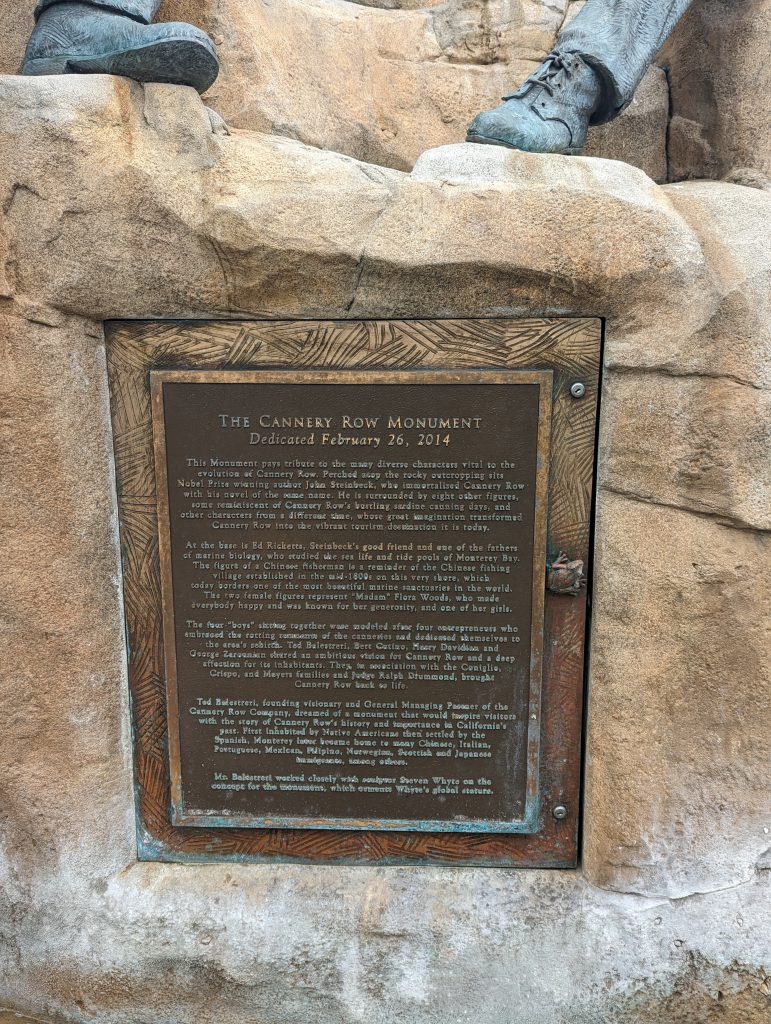 THE CANNERY ROW MONUMENT
Dedicated February 26, 2014
This Monument pays tribute to the many diverse characters vital to the
evolution of Cannery Row. Perched atop the rocky outcropping sits
Nobel Prize winning author John Steinbeck, who immortalized Cannery Row
with his novel of the same name. He is surrounded by eight other figures,
some reminiscent of Cannery Row's bustling sardine canning days, and
other characters from a different time, whose great imagination transformed
Cannery Row into the vibrant tourism destination it is today.
At the base is Ed Ricketts, Steinbeck's good friend and one of the fathers
of marine biology, who studied the sea life and tide pools of Monterey Bay.
The figure of a Chinese fisherman is a reminder of the Chinese fishing
village established in the mid-1800s on this very shore, which
today borders one of the most beautiful marine sanctuaries in the world.
The two female figures represent "Madam" Flora Woods, who made
everybody happy and was known for her generosity, and one of her girls.
The four "boys" sitting together were modeled after four entrepreneurs who
embraced the rotting remnants of the canneries and dedicated themselves to
the area's rebirth. Ted Balestreri, Bert Cutino, Harry Davidian and
George Zarounian shared an ambitious vision for Cannery Row and a deep
affection for its inhabitants. They, in association with the Coniglio,
Crispo, and Meyers families and Judge Ralph Drummond, brought
Cannery Row back to life.
Ted Balestreri, founding visionary and General Managing Partner of the
Cannery Row Company, dreamed of a monument that would inspire visitors
with the story of Cannery Row's history and importance in California's
past. First inhabited by Native Americans then settled by the
Spanish, Monterey later became home to many Chinese, Italian,
Portuguese, Mexican, Filipino, Norwegian, Scottish and Japanese
immigrants, among others.
Mr. Balestreri worked closely with sculptor Steven Whyte on the
concept for the monument, which cements Whyte's global stature.